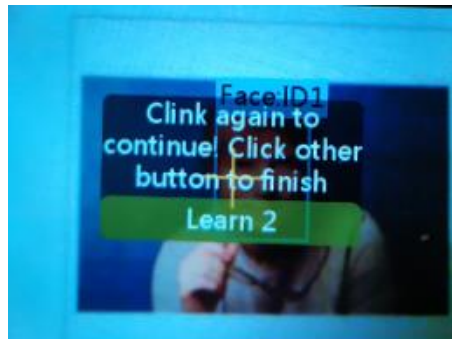 Face:ID1
Clink again to
continue! Click other
button to finish
Learn 2